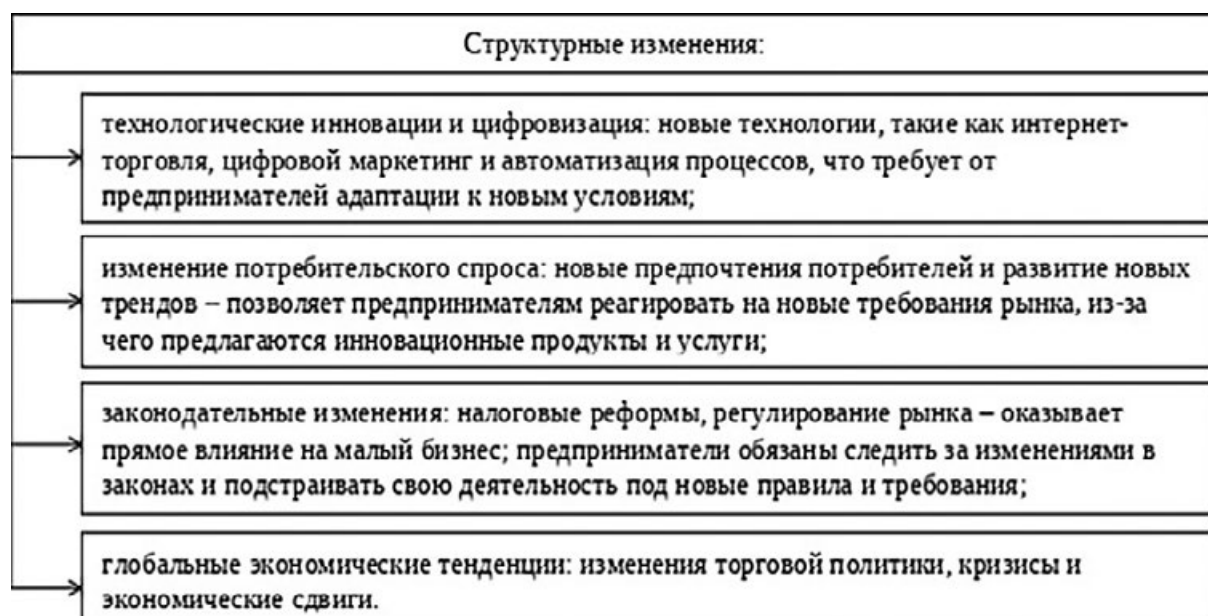 Структурные изменения:
технологические инновации и цифровизация: новые технологии, такие как интернет-
торговля, цифровой маркетинг и автоматизация процессов, что требует от
предпринимателей адаптации к новым условиям;
изменение потребительского спроса: новые предпочтения потребителей и развитие новых
трендов – позволяет предпринимателям реагировать на новые требования рынка, из-за
чего предлагаются инновационные продукты и услуги;
законодательные изменения: налоговые реформы, регулирование рынка – оказывает
прямое влияние на малый бизнес; предприниматели обязаны следить за изменениями в
законах и подстраивать свою деятельность под новые правила и требования;
глобальные экономические тенденции: изменения торговой политики, кризисы и
экономические сдвиги.